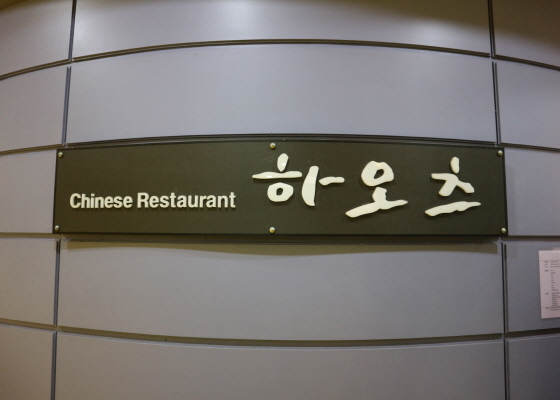 Chinese Restaurant 하오츠